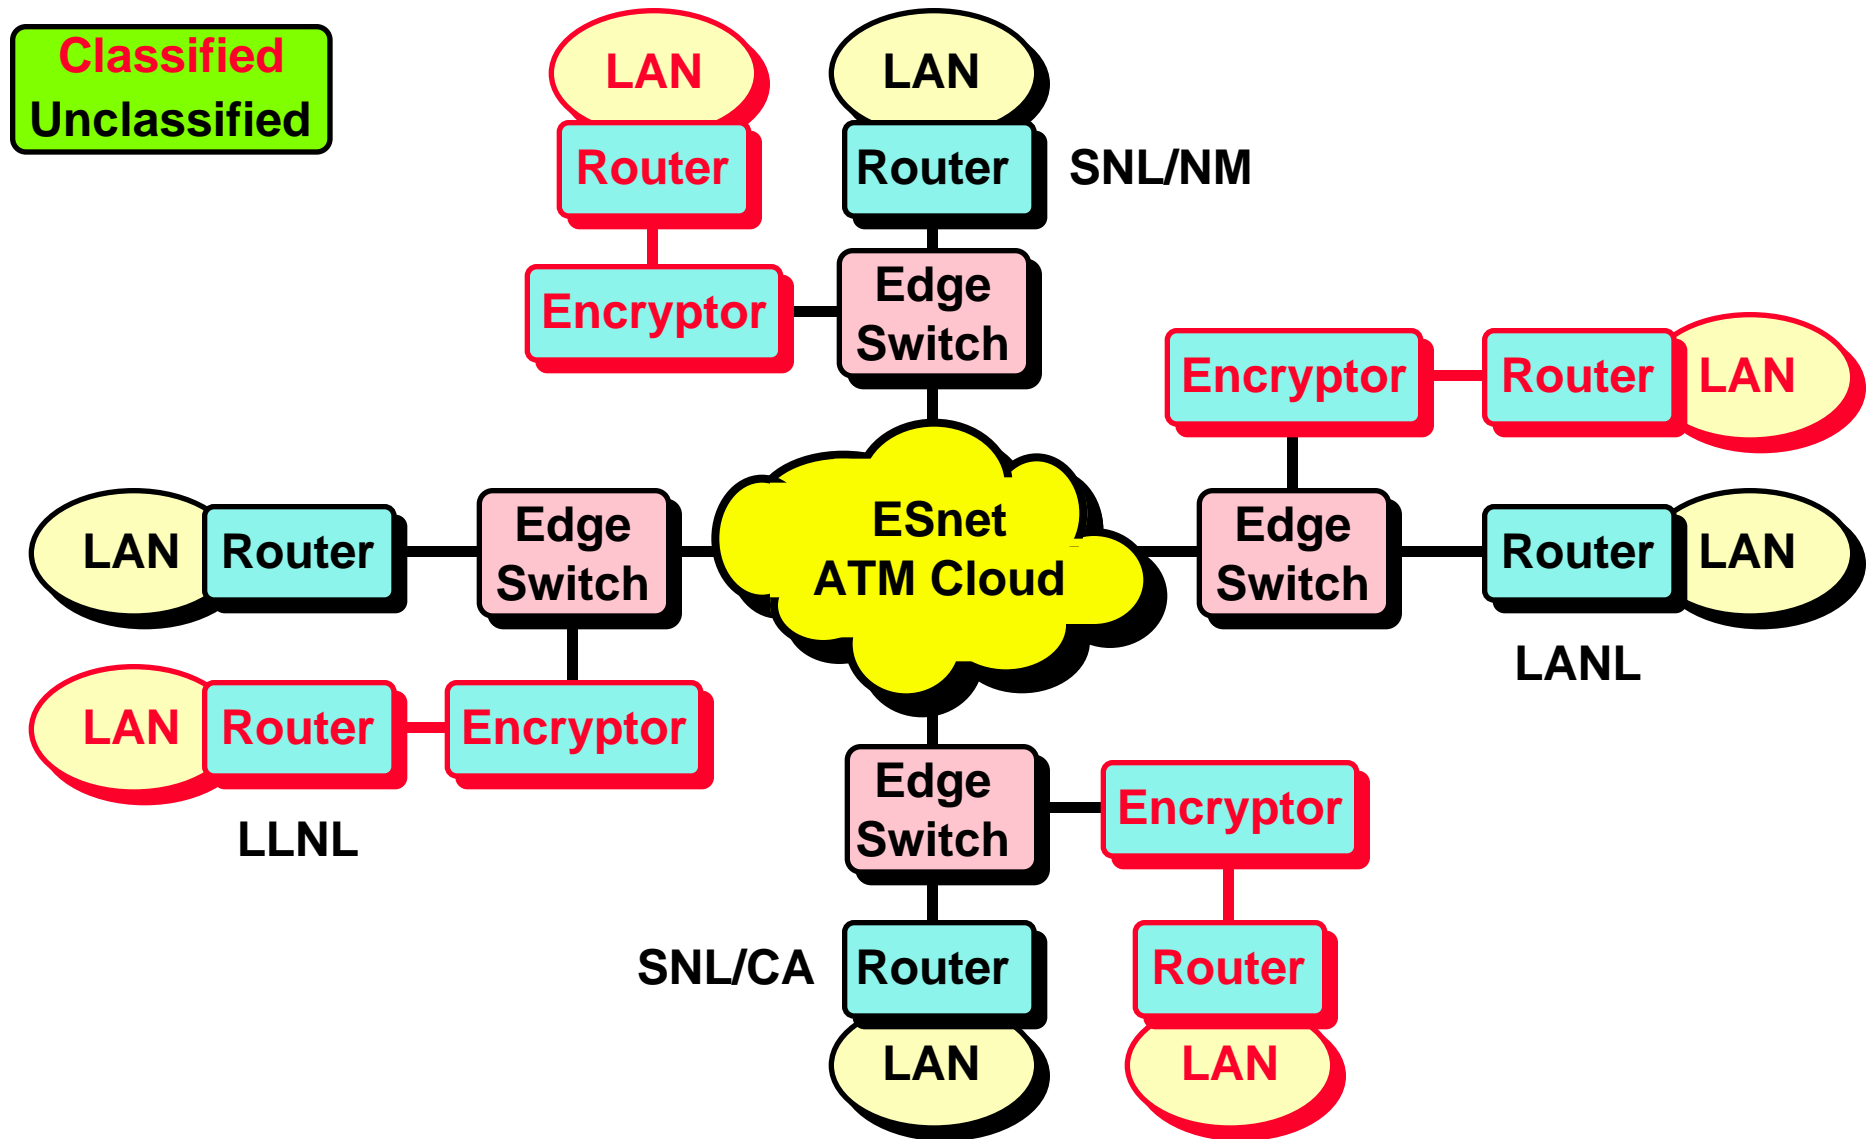 Classified
Unclassified
LAN
LAN
Router
Router
SNL/NM
Encryptor
Edge
Switch
Encryptor
Router
LAN
LAN
Router
Edge
Switch
ESnet
ATM Cloud
Edge
Switch
Router
LAN
LANL
LAN
Router
Encryptor
LLNL
Edge
Switch
Encryptor
SNL/CA
Router
Router
LAN
LAN